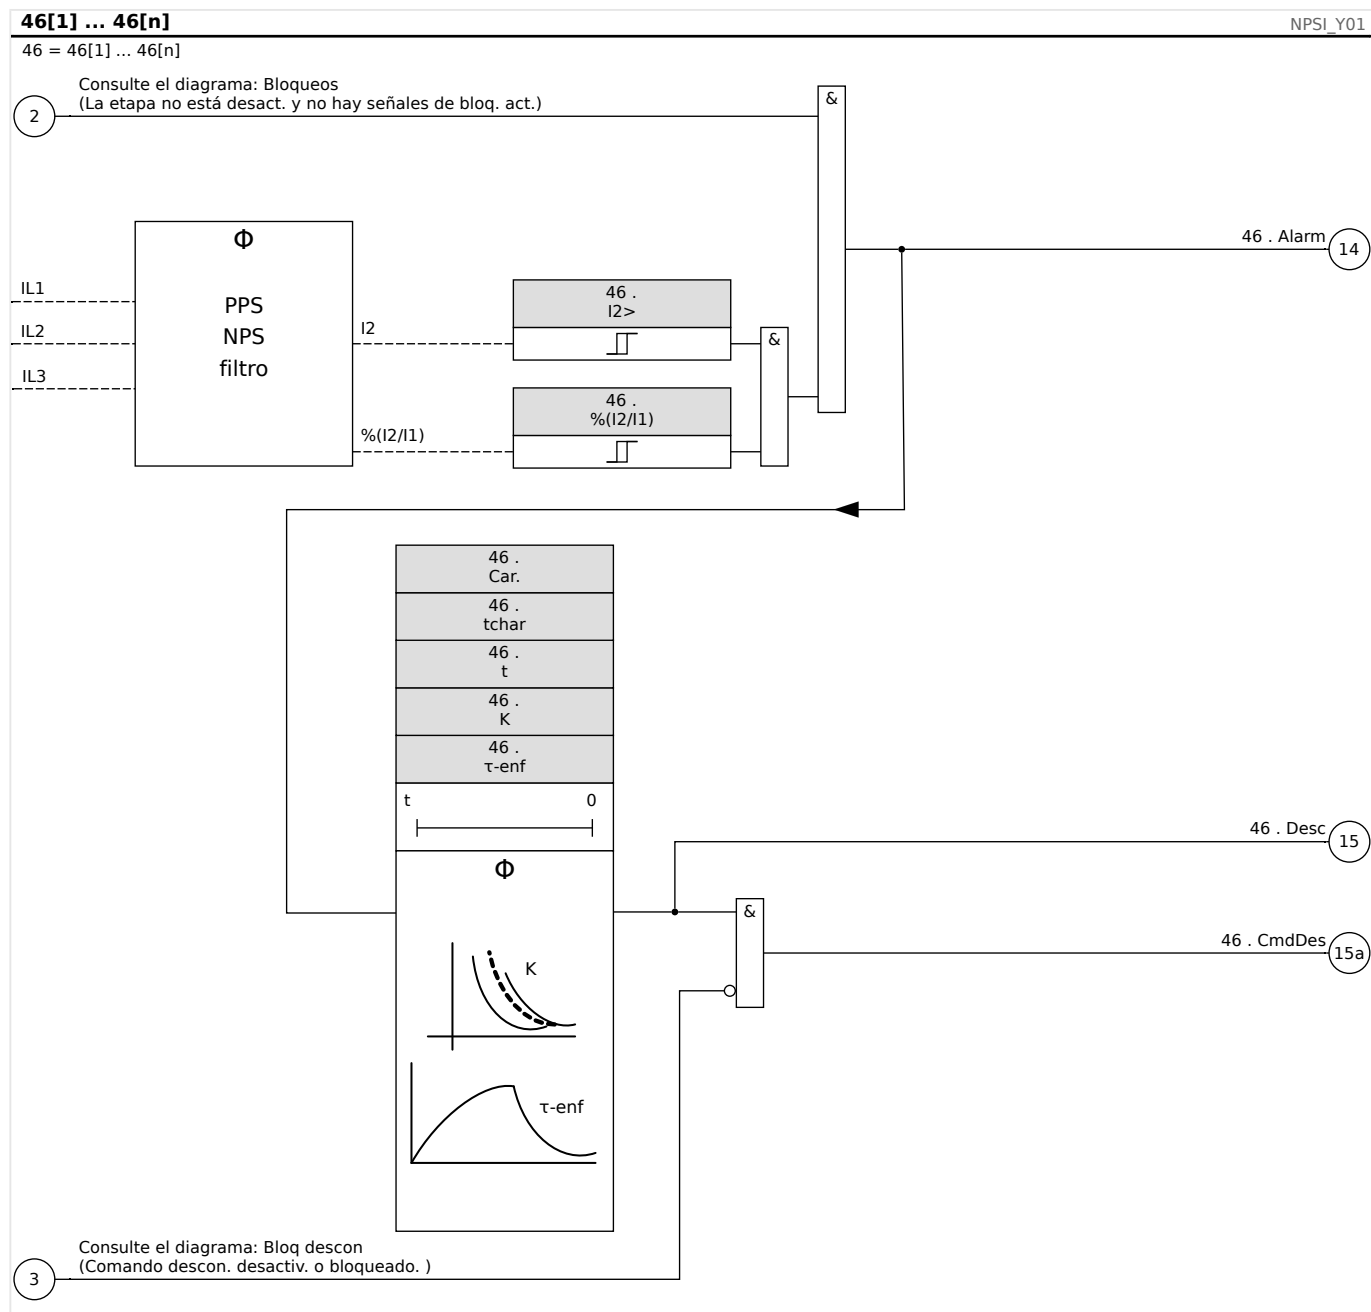 46[1] ... 46[n]
NPSI_Y01
46 = 46[1] ... 46[n]
Consulte el diagrama: Bloqueos
(La etapa no está desact. y no hay señales de bloq. act.)
2
&
Φ
PPS
NPS
filtro
IL1
IL2
IL3
I2
%(I2/I1)
46 .
I2>
46 .
%(I2/I1)
&
46 . Alarm
14
46 .
Car.
46 .
tchar
46 .
t
46 .
K
46 .
τ-enf
t 0
Φ
K
τ-enf
46 . Desc
15
&
46 . CmdDes
15a
Consulte el diagrama: Bloq descon
(Comando descon. desactiv. o bloqueado. )
3